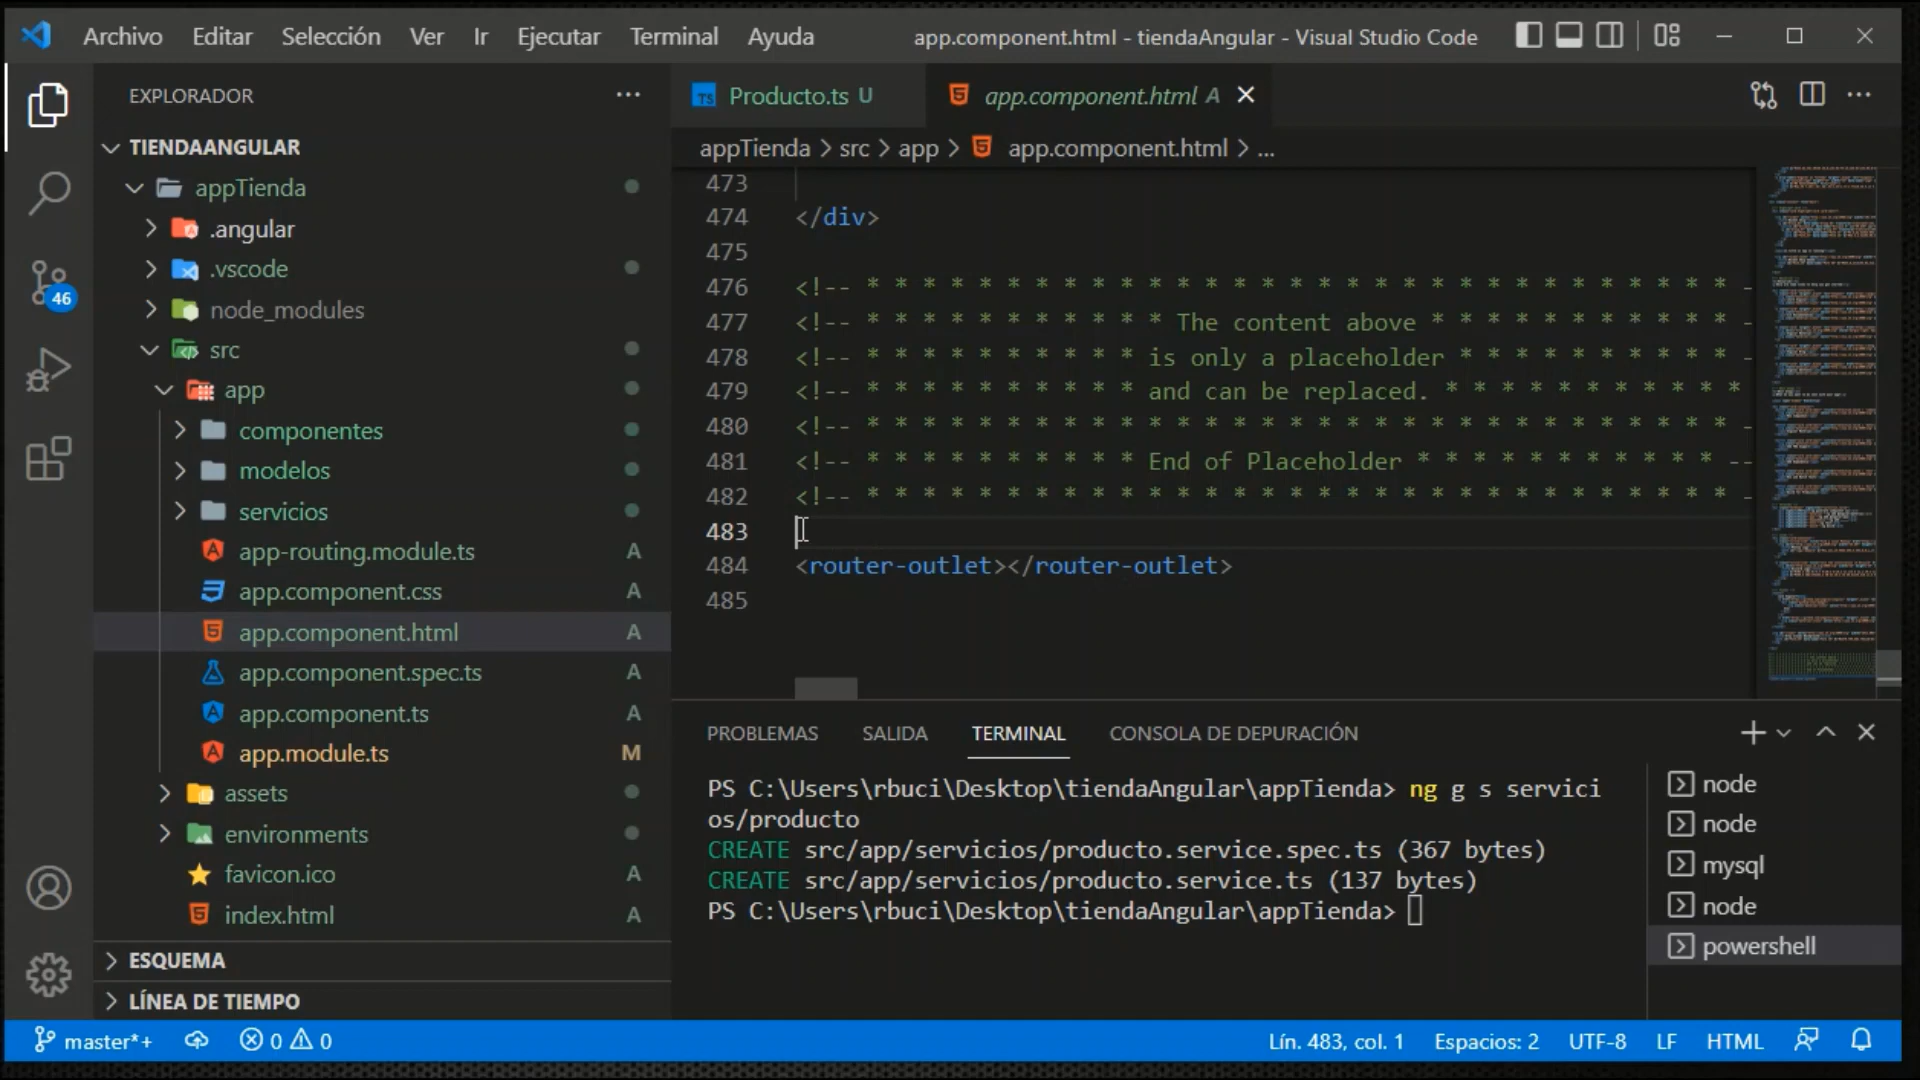 Archivo Editar Selección Ver Ir Ejecutar Terminal Ayuda app.component.html - tiendaAngular - Visual Studio Code
EXPLORADOR
TIENDAANGULAR
appTienda
.angular
.vscode
node_modules
src
app
componentes
modelos
servicios
app-routing.module.ts A
app.component.css A
app.component.html A
app.component.spec.ts A
app.component.ts A
app.module.ts M
assets
environments
favicon.ico A
index.html A
ESQUEMA
LÍNEA DE TIEMPO
46
TS Producto.ts U app.component.html A
appTienda > src > app > app.component.html > ...
473
474 </div>
475
476 <!-- * * * * * * * * * * * * * * * * * * * * * * * * * * * * * * * -
477 <!-- * * * * * * * * * * * The content above * * * * * * * * * * * -
478 <!-- * * * * * * * * * * is only a placeholder * * * * * * * * * * -
479 <!-- * * * * * * * * * * and can be replaced. * * * * * * * * * * *
480 <!-- * * * * * * * * * * * * * * * * * * * * * * * * * * * * * * * -
481 <!-- * * * * * * * * * * End of Placeholder * * * * * * * * * * * --
482 <!-- * * * * * * * * * * * * * * * * * * * * * * * * * * * * * * * -
483
484 <router-outlet></router-outlet>
485
PROBLEMAS SALIDA TERMINAL CONSOLA DE DEPURACIÓN
PS C:\Users\rbuci\Desktop\tiendaAngular\appTienda> ng g s servici
os/producto
CREATE src/app/servicios/producto.service.spec.ts (367 bytes)
CREATE src/app/servicios/producto.service.ts (137 bytes)
PS C:\Users\rbuci\Desktop\tiendaAngular\appTienda>
node
node
mysql
node
powershell
master*+ 0 0 Lín. 483, col. 1 Espacios: 2 UTF-8 LF HTML